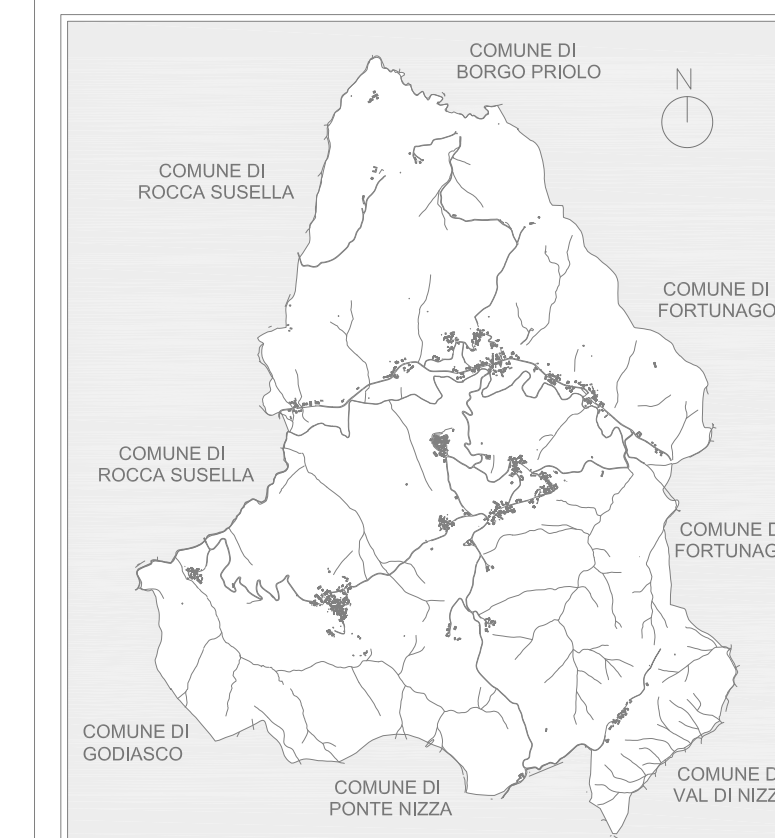 COMUNE DI
BORGO PRIOLO
N
COMUNE DI
ROCCA SUSELLA
COMUNE DI
FORTUNAGO
COMUNE DI
ROCCA SUSELLA
COMUNE D
FORTUNAG
COMUNE DI
GODIASCO
COMUNE D
VAL DI NIZZ
COMUNE DI
PONTE NIZZA